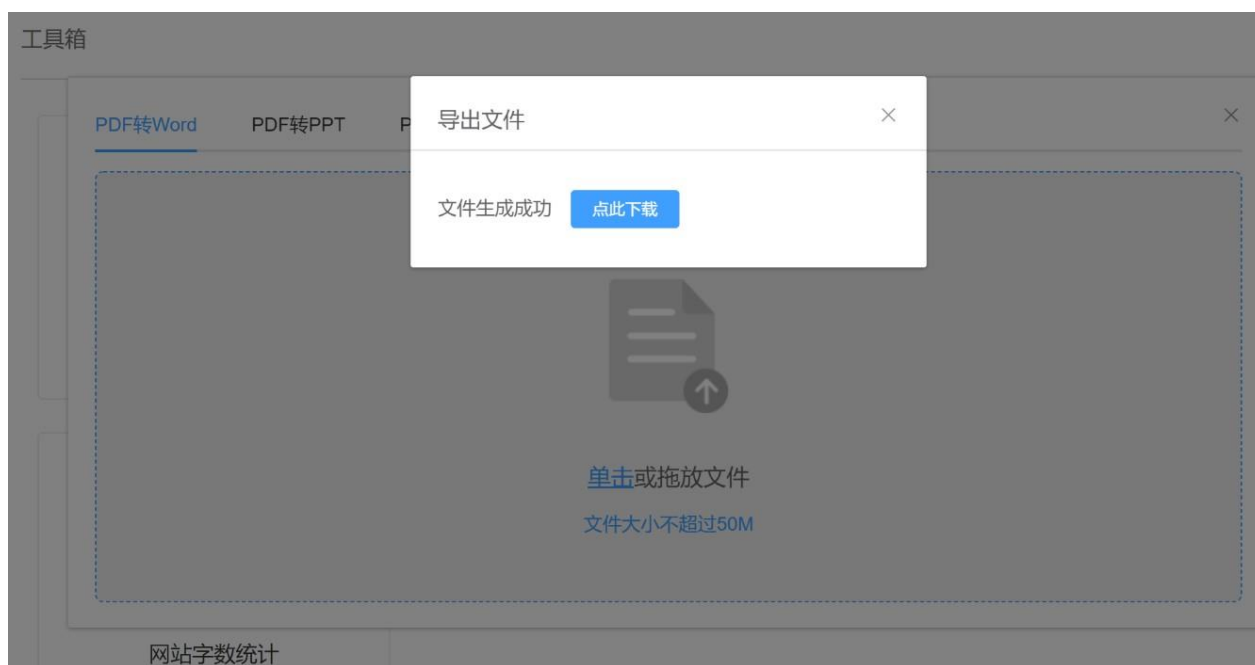 工具箱
PDF转Word PDF转PPT P
导出文件
文件生成成功 点此下载
单击或拖放文件
文件大小不超过50M
网站字数统计